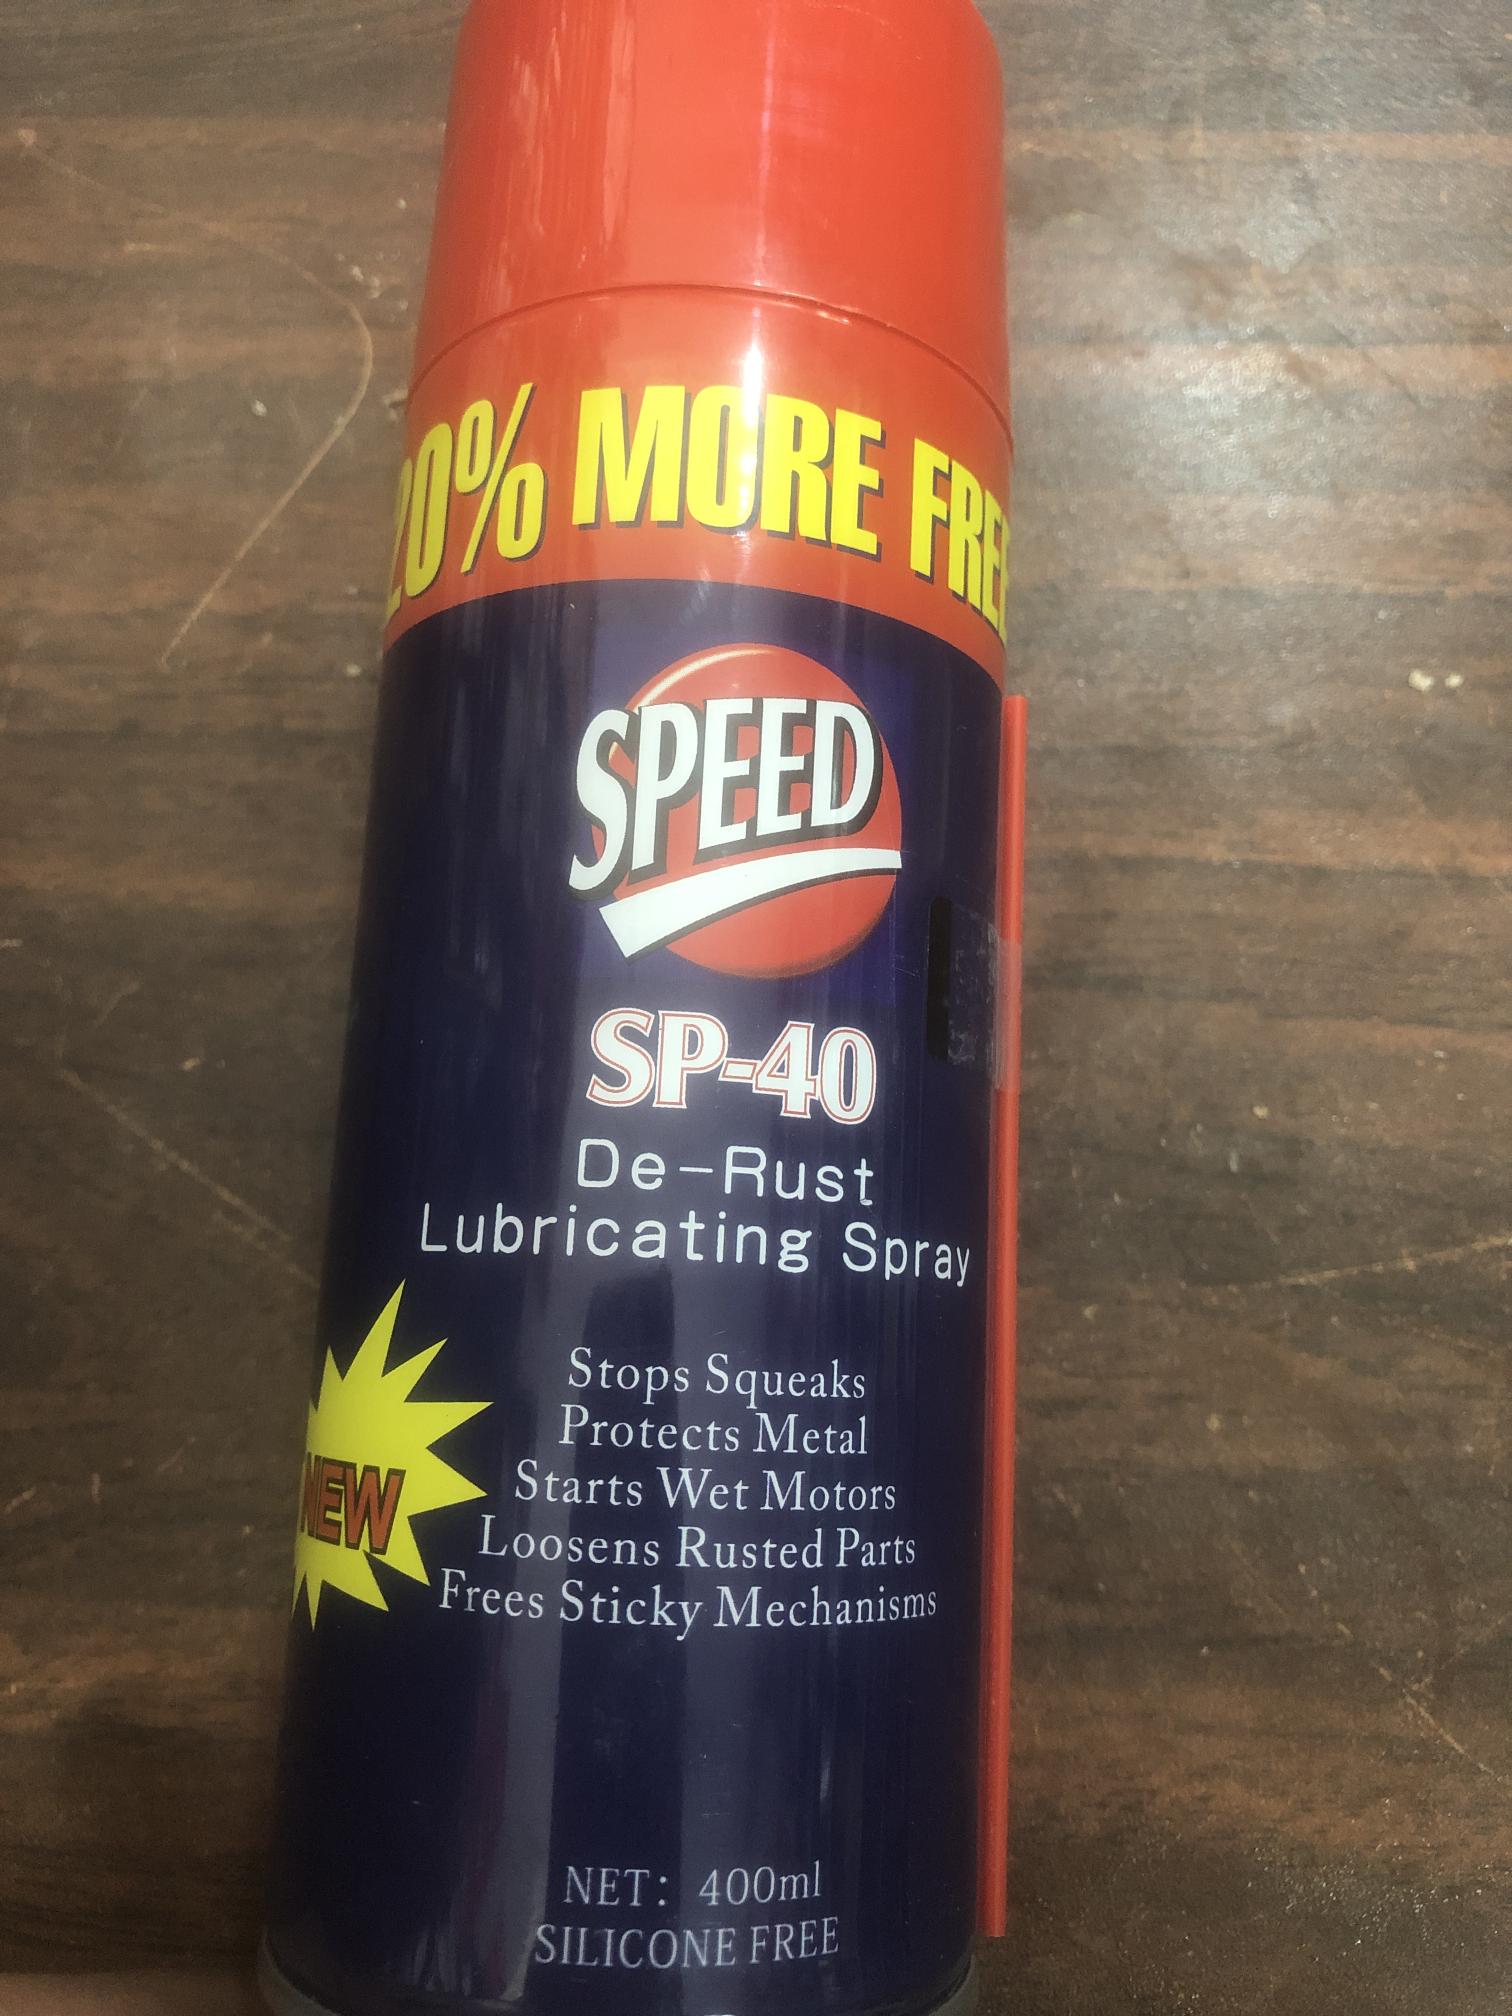 20% MORE FREE
SPEED
SP-40
De-Rust
Lubricating Spray
NEW
Stops Squeaks
Protects Metal
Starts Wet Motors
Loosens Rusted Parts
Frees Sticky Mechanisms
NET: 400ml
SILICONE FREE